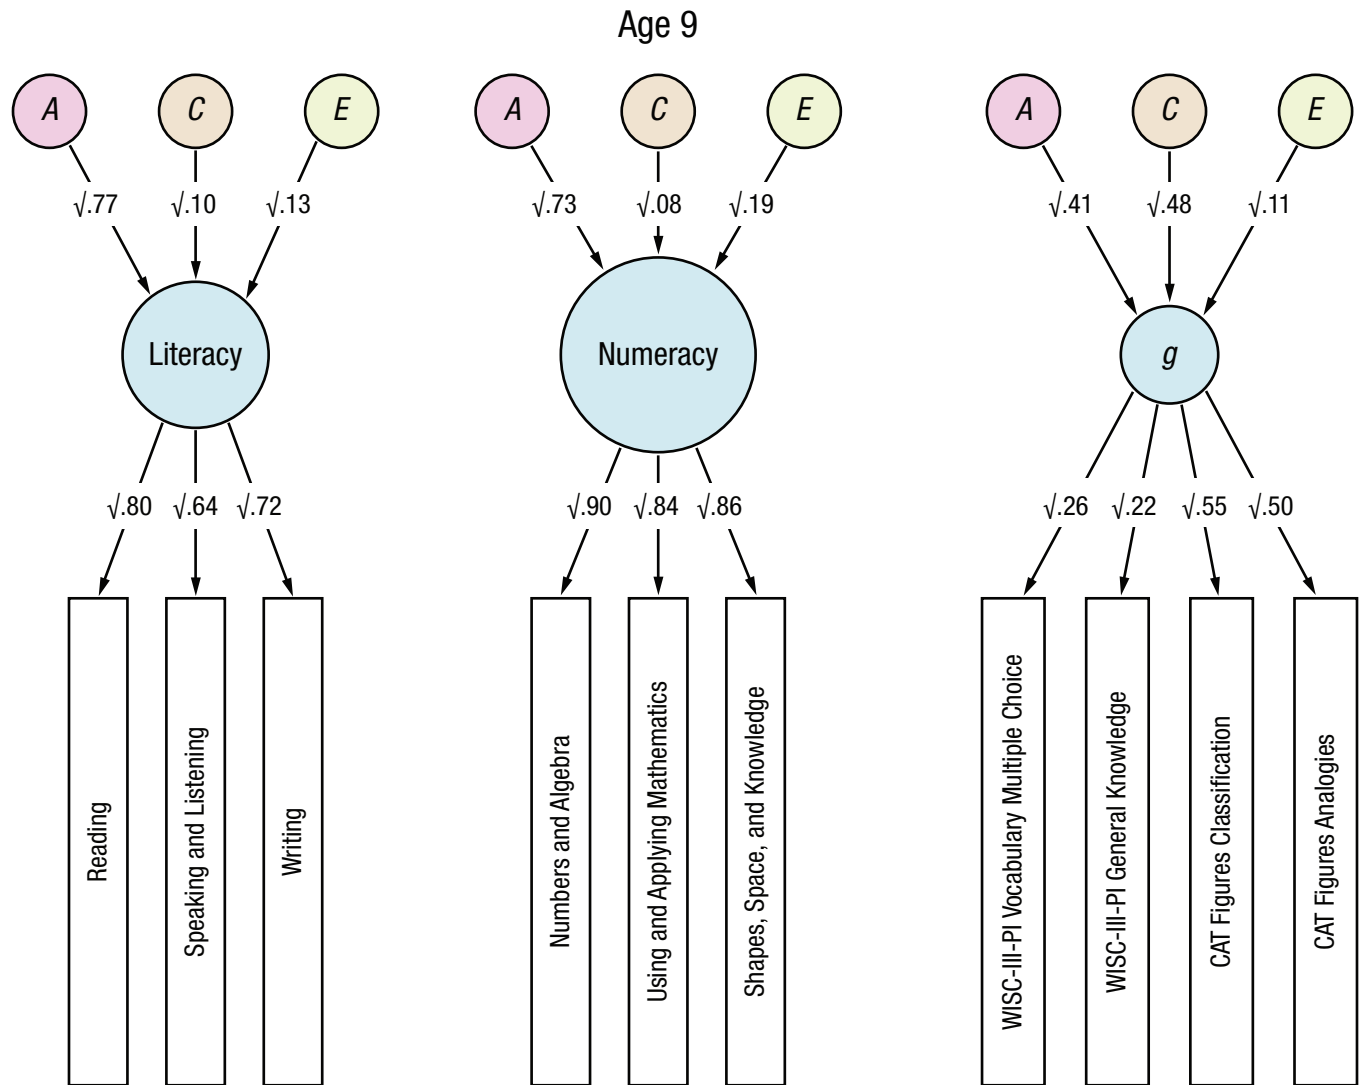 Age 9
A C E A C E A C E
√.77 √.10 √.13 √.73 √.08 √.19 √.41 √.48 √.11
Literacy Numeracy g
√.80 √.64 √.72 √.90 √.84 √.86 √.26 √.22 √.55 √.50
Reading
Speaking and Listening
Writing
Numbers and Algebra
Using and Applying Mathematics
Shapes, Space, and Knowledge
WISC-III-PI Vocabulary Multiple Choice
WISC-III-PI General Knowledge
CAT Figures Classification
CAT Figures Analogies